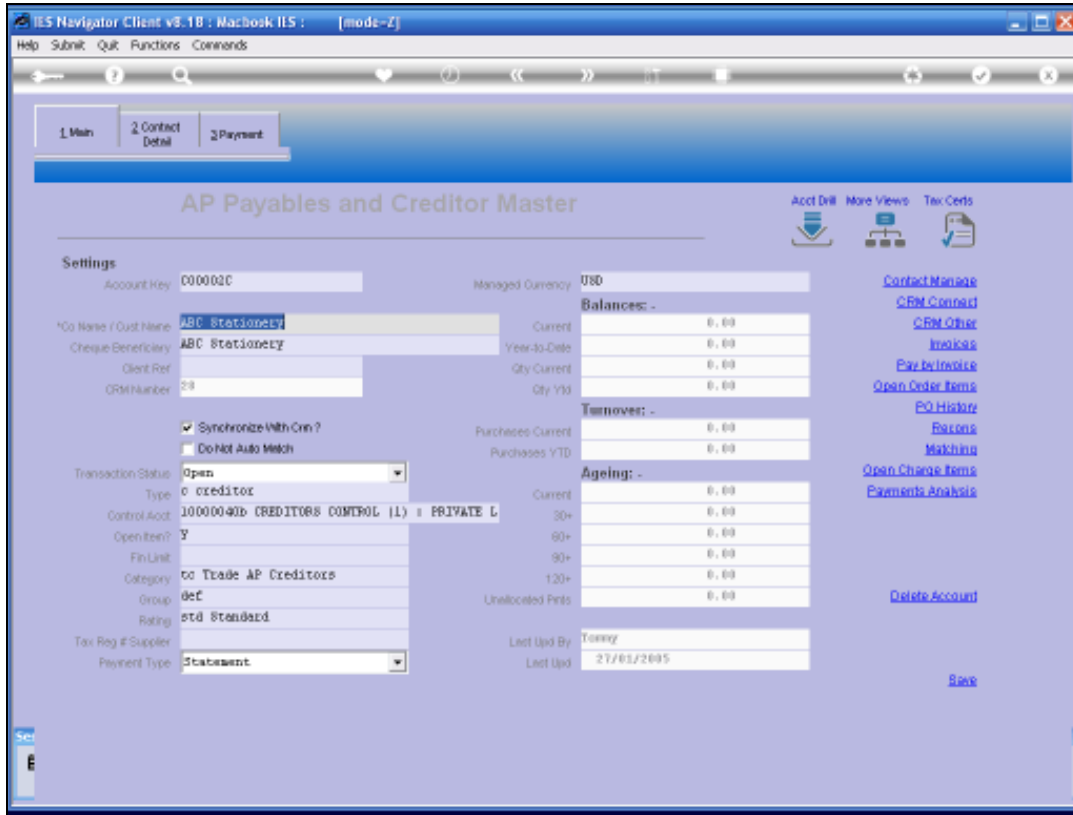 IES Navigator Client v8.18 : Macbook IES : [mode-Z]
Help Submit Quit Functions Commands
1 Main
2 Contact Detail
3 Payment
AP Payables and Creditor Master
Acct Drill More Views Tax Certs
Settings
Account Key C00002C Managed Currency USD
Balances: -
*Co Name / Cust Name ABC Stationery Current 0.00
Cheque Beneficiary ABC Stationery Year-to-Date 0.00
Client Ref Qty Current 0.00
CRM Number 28 Qty Ytd 0.00
Turnover: -
Synchronize With Crm ? Purchases Current 0.00
Do Not Auto Match Purchases YTD 0.00
Transaction Status Open Ageing: -
Type c creditor Current 0.00
Control Acct 10000040b CREDITORS CONTROL (1) : PRIVATE L 30+ 0.00
Open Item? Y 60+ 0.00
Fin Limit 90+ 0.00
Category tc Trade AP Creditors 120+ 0.00
Group def Unallocated Pmts 0.00
Rating std Standard
Tax Reg # Supplier Last Upd By Tommy
Payment Type Statement Last Upd 27/01/2005
Contact Manage
CRM Connect
CRM Other
Invoices
Pay by Invoice
Open Order Items
PO History
Recons
Matching
Open Charge Items
Payments Analysis
Delete Account
Save